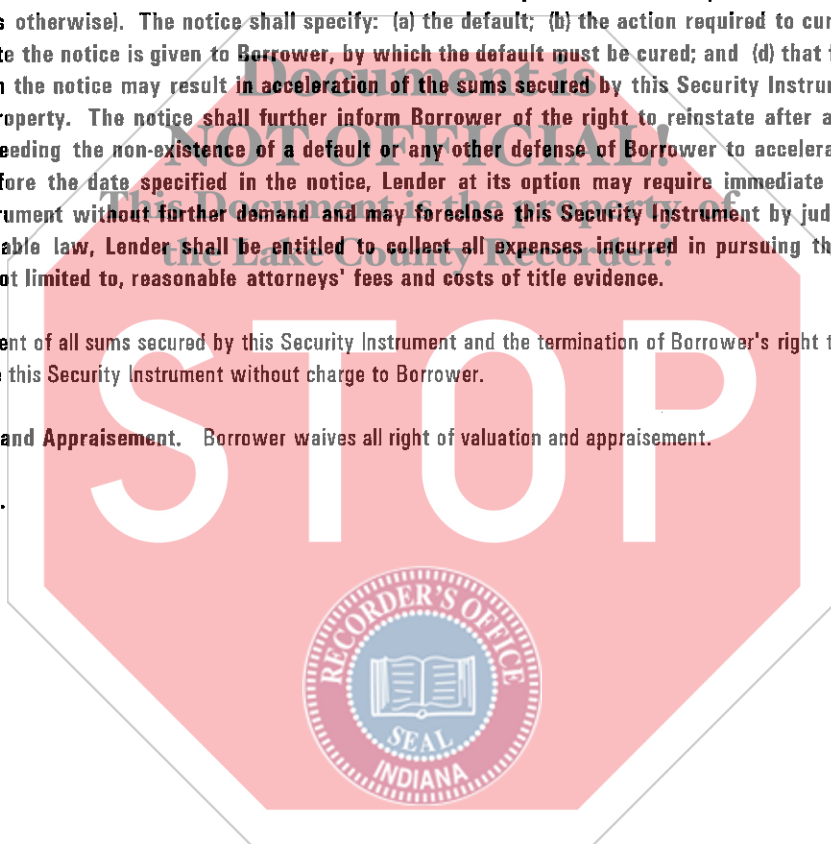 s otherwise). The notice shall specify: (a) the default; (b) the action required to cur
te the notice is given to Borrower, by which the default must be cured; and (d) that f
n the notice may result in acceleration of the sums secured by this Security Instrum
roperty. The notice shall further inform Borrower of the right to reinstate after a
eeding the non-existence of a default or any other defense of Borrower to accelera
fore the date specified in the notice, Lender at its option may require immediate
rument without further demand and may foreclose this Security Instrument by jud
able law, Lender shall be entitled to collect all expenses incurred in pursuing th
ot limited to, reasonable attorneys' fees and costs of title evidence.
Document is
NOT OFFICIAL!
This Document is the property of
the Lake County Recorder!
ent of all sums secured by this Security Instrument and the termination of Borrower's right t
this Security Instrument without charge to Borrower.
and Appraisement. Borrower waives all right of valuation and appraisement.
STOP
RECORDER'S OFFICE
SEAL
INDIANA